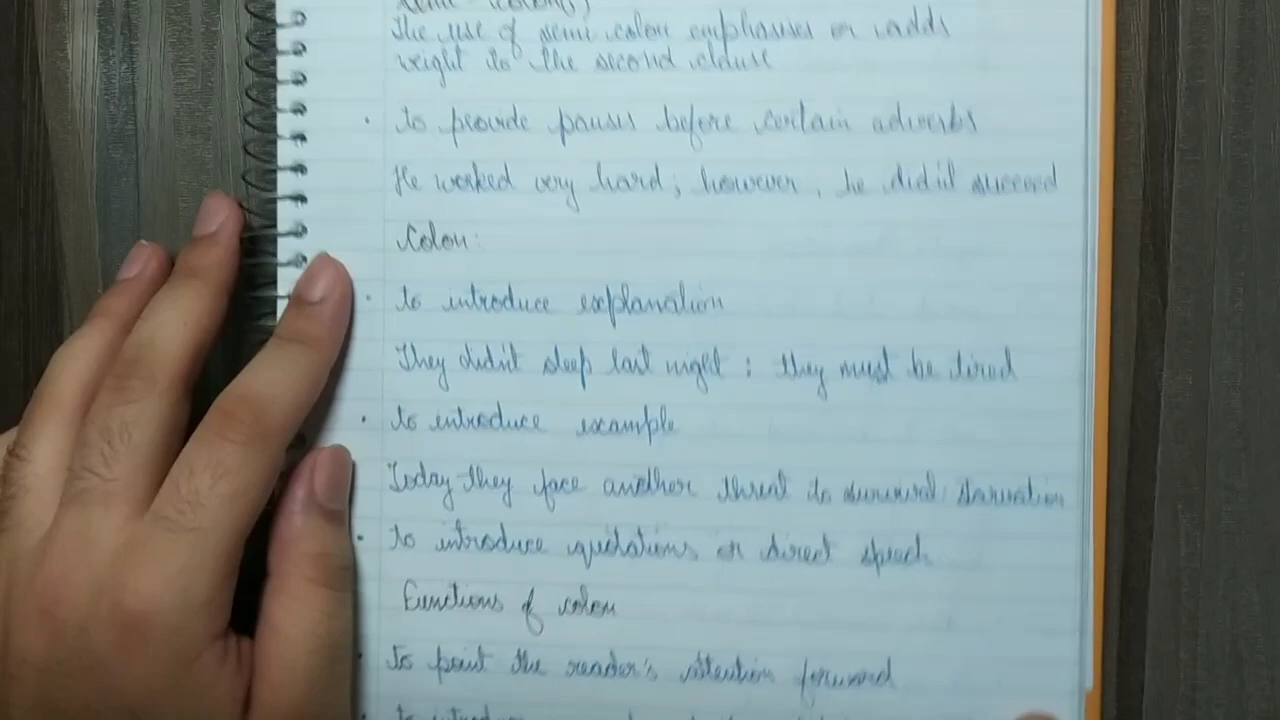 The use of semi colon emphasises or adds
weight to the second clause
· to provide pauses before certain adverbs
He worked very hard; however, he didn't succeed
Colon:
· to introduce explanation
They didn't sleep last night : they must be tired
· to introduce example
Today they face another threat to survival: starvation
· to introduce quotations or direct speech
Functions of colon
· to point the reader's attention forward
· to introduce